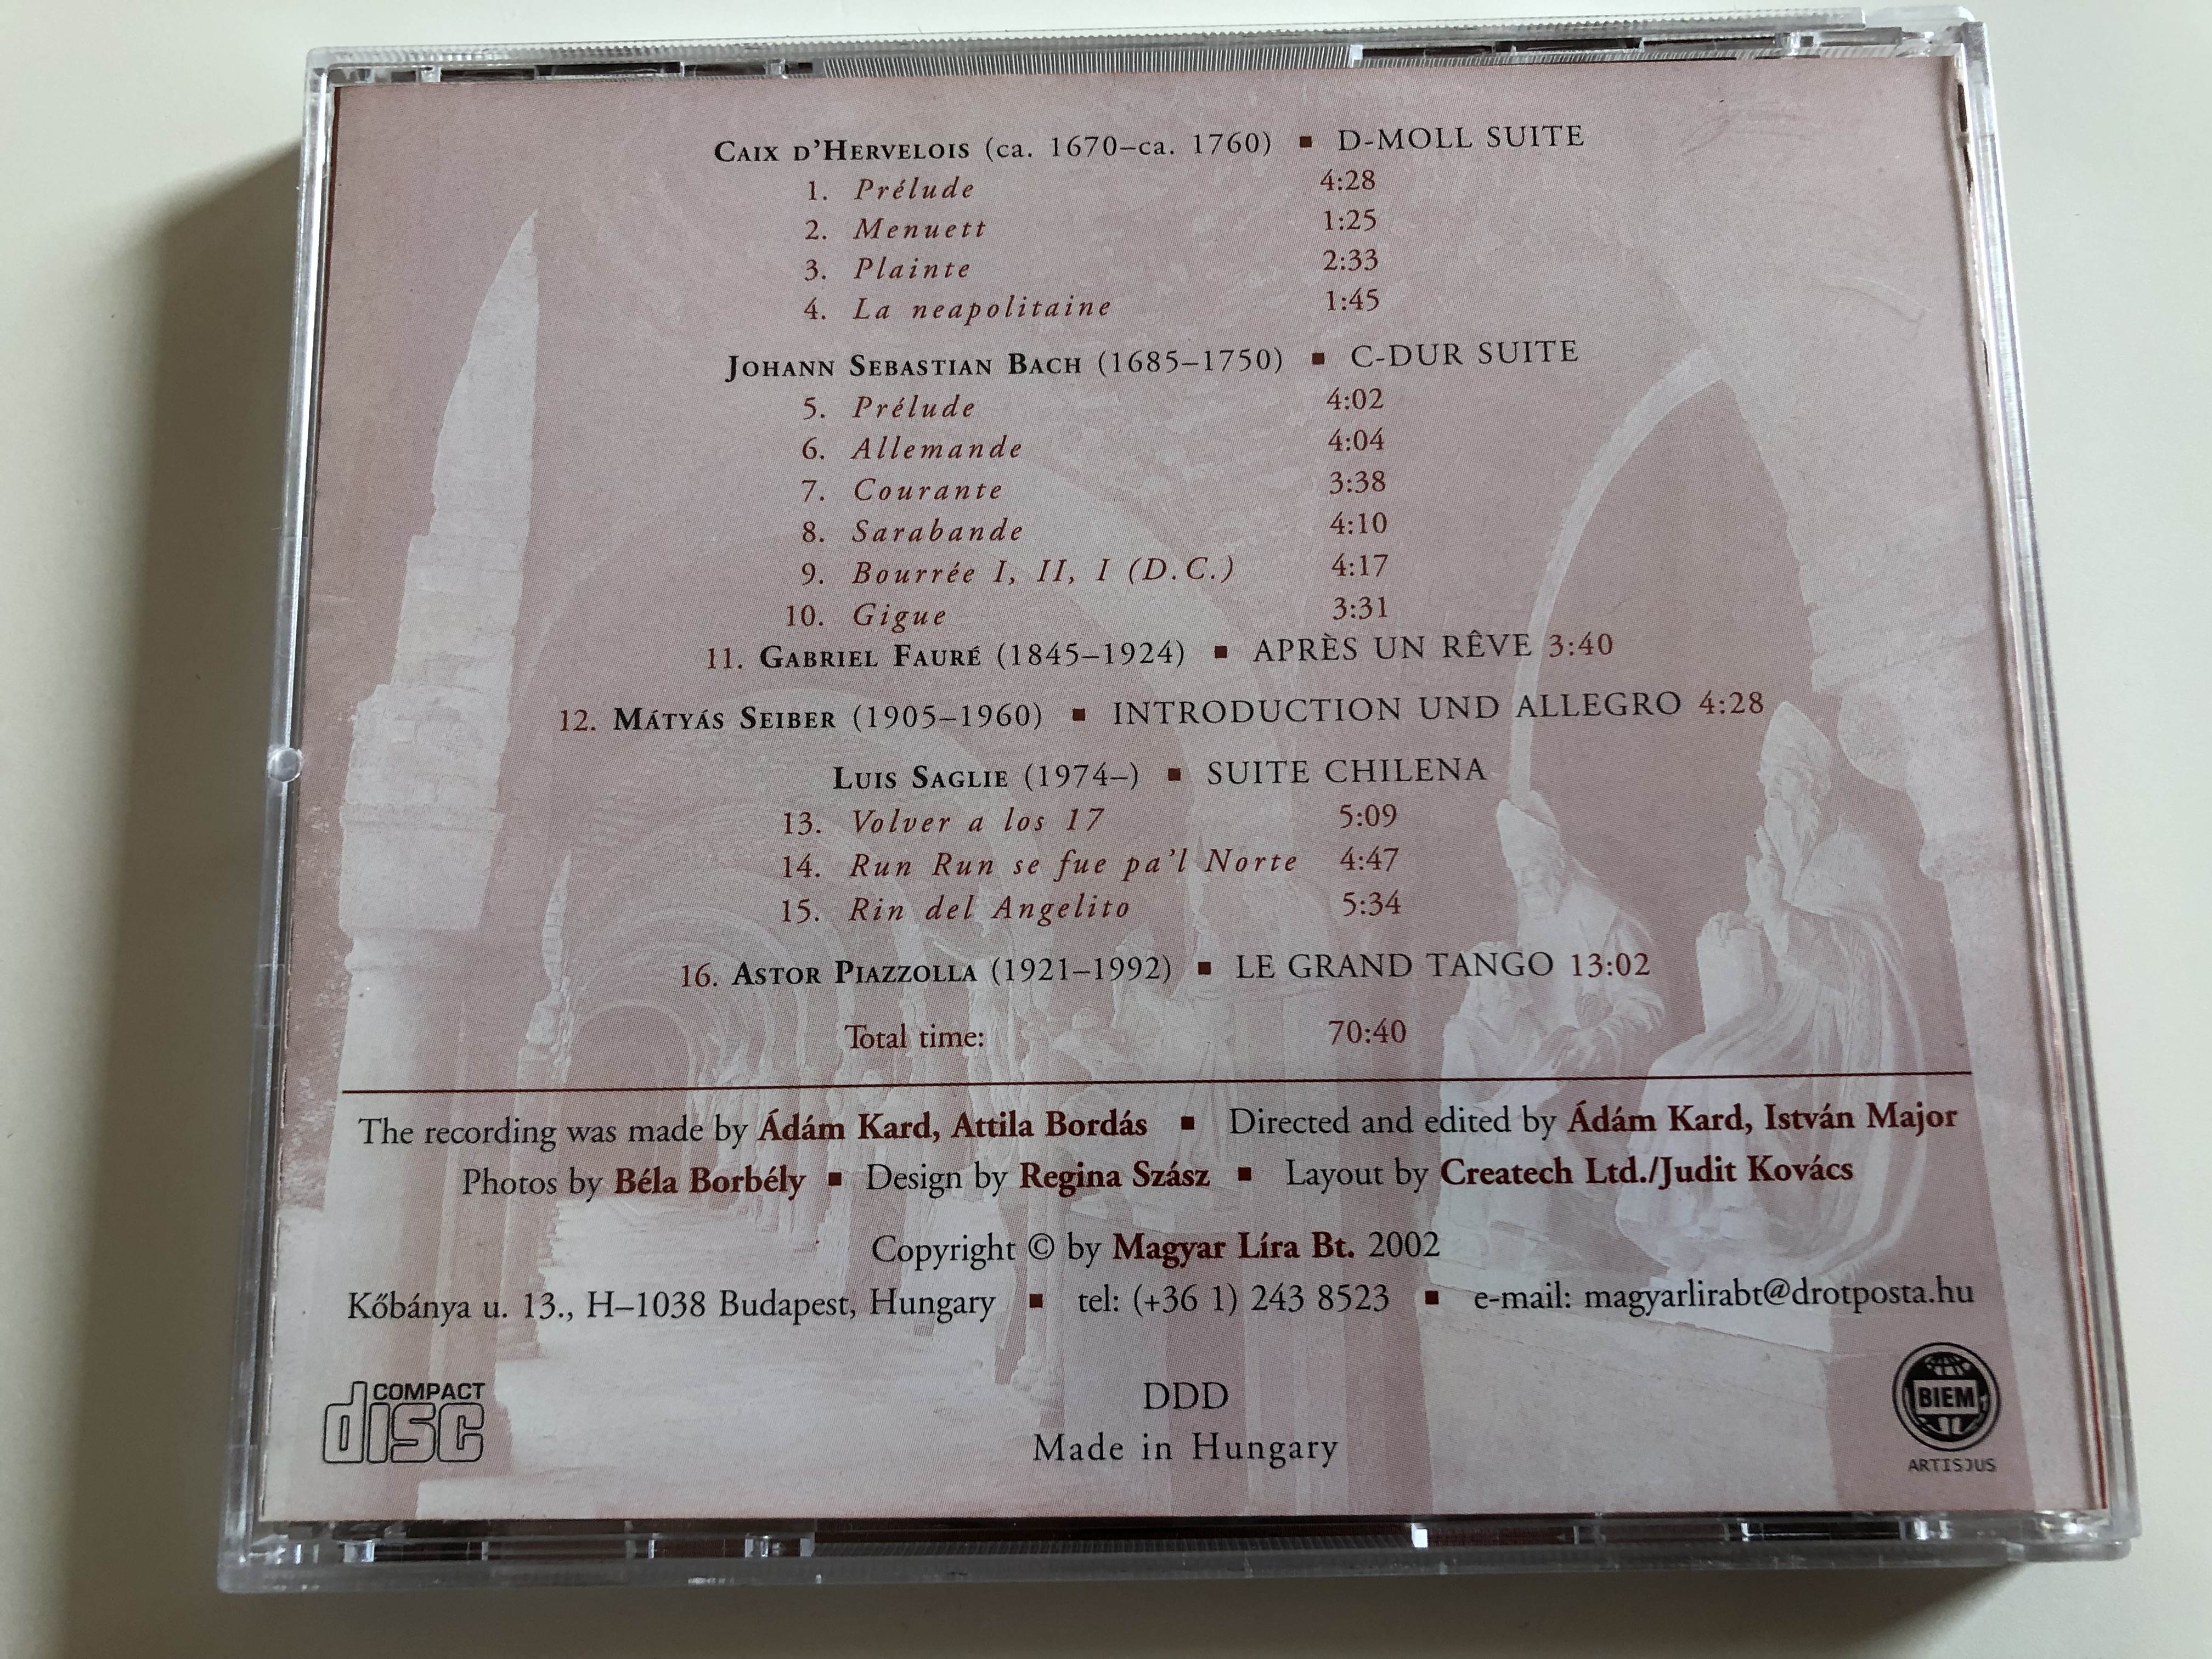 CAIX D'HERVELOIS (ca. 1670–ca. 1760) ▪ D-MOLL SUITE
1. Prélude 4:28
2. Menuett 1:25
3. Plainte 2:33
4. La neapolitaine 1:45
JOHANN SEBASTIAN BACH (1685–1750) ▪ C-DUR SUITE
5. Prélude 4:02
6. Allemande 4:04
7. Courante 3:38
8. Sarabande 4:10
9. Bourrée I, II, I (D.C.) 4:17
10. Gigue 3:31
11. GABRIEL FAURÉ (1845–1924) ▪ APRÈS UN RÊVE 3:40
12. MÁTYÁS SEIBER (1905–1960) ▪ INTRODUCTION UND ALLEGRO 4:28
LUIS SAGLIE (1974–) ▪ SUITE CHILENA
13. Volver a los 17 5:09
14. Run Run se fue pa'l Norte 4:47
15. Rin del Angelito 5:34
16. ASTOR PIAZZOLLA (1921–1992) ▪ LE GRAND TANGO 13:02
Total time: 70:40
The recording was made by Ádám Kard, Attila Bordás ▪ Directed and edited by Ádám Kard, István Major
Photos by Béla Borbély ▪ Design by Regina Szász ▪ Layout by Createch Ltd./Judit Kovács
Copyright © by Magyar Líra Bt. 2002
Kőbánya u. 13., H–1038 Budapest, Hungary ▪ tel: (+36 1) 243 8523 ▪ e-mail: magyarlirabt@drotposta.hu
COMPACT
disc
DDD
Made in Hungary
BIEM
ARTISJUS